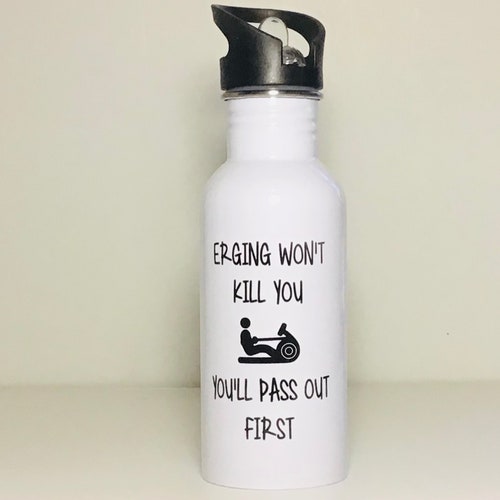 ERGING WON'T
KILL YOU
YOU'LL PASS OUT
FIRST